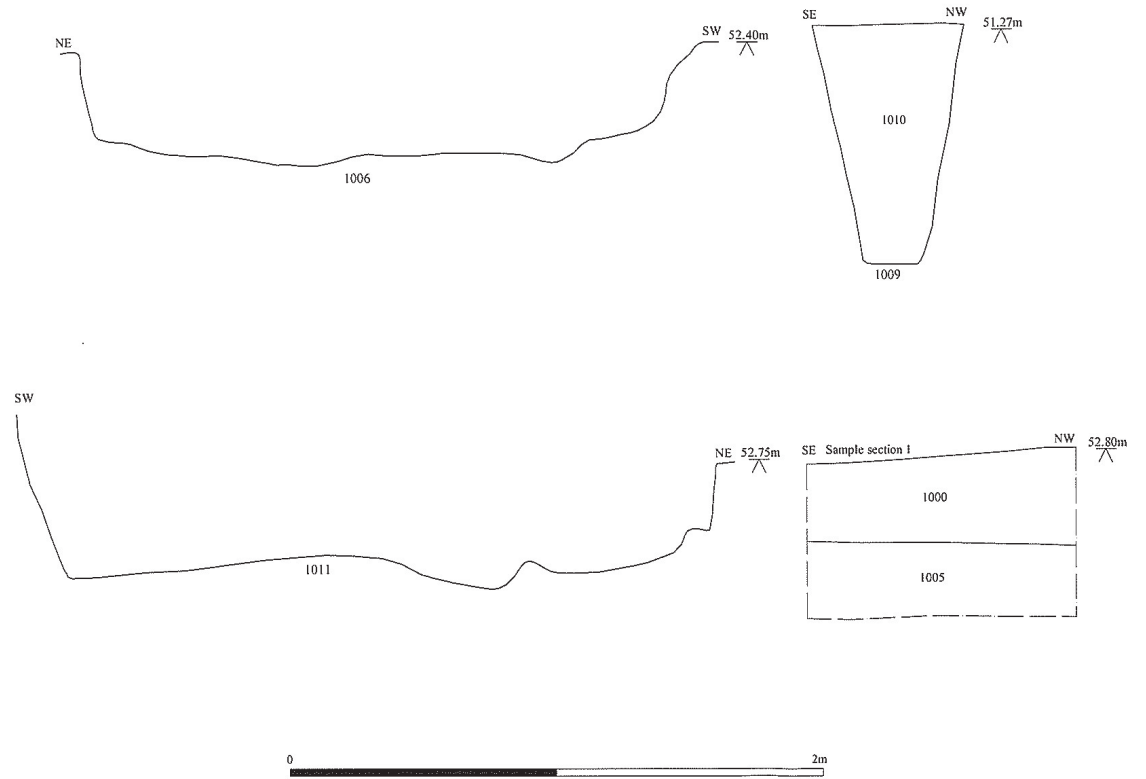 NE
SW 52.40m
1006
SE
NW
51.27m
1010
1009
SW
NE 52.75m
1011
SE Sample section 1
NW 52.80m
1000
1005
0
2m